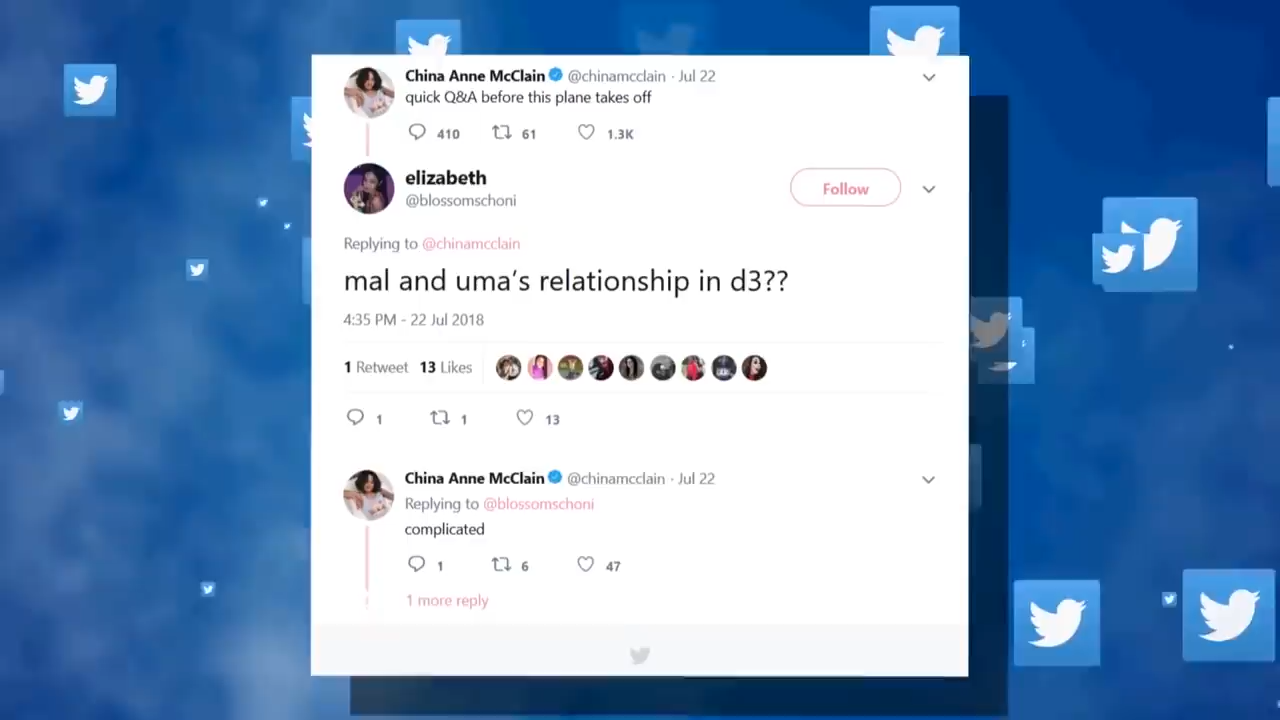 China Anne McClain @chinamcclain · Jul 22
quick Q&A before this plane takes off
410 61 1.3K
elizabeth
@blossomschoni
Follow
Replying to @chinamcclain
mal and uma’s relationship in d3??
4:35 PM - 22 Jul 2018
1 Retweet 13 Likes
1 1 13
China Anne McClain @chinamcclain · Jul 22
Replying to @blossomschoni
complicated
1 6 47
1 more reply